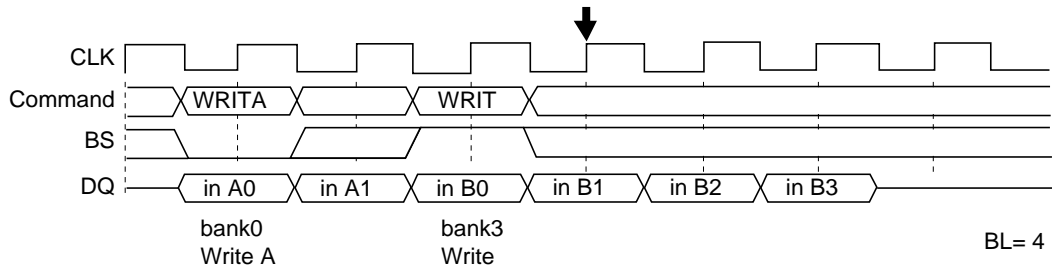 CLK
Command WRITA WRIT
BS
DQ in A0 in A1 in B0 in B1 in B2 in B3
bank0 bank3
Write A Write
BL= 4